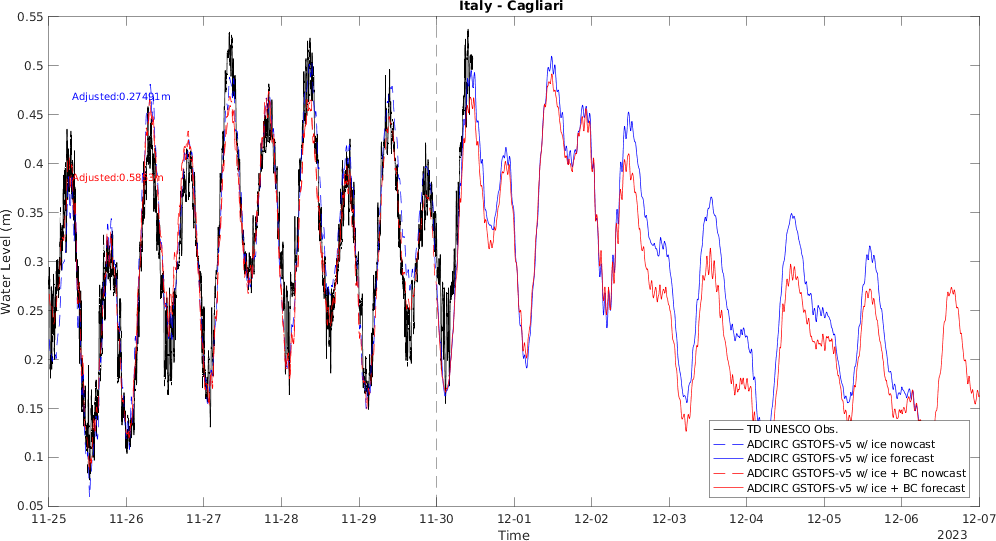 Italy - Cagliari
0.55
0.5
0.45
0.4
0.35
0.3
0.25
0.2
0.15
0.1
0.05
Water Level (m)
Adjusted:0.27491m
TD UNESCO Obs.
ADCIRC GSTOFS-v5 w/ ice nowcast
ADCIRC GSTOFS-v5 w/ ice forecast
ADCIRC GSTOFS-v5 w/ ice + BC nowcast
ADCIRC GSTOFS-v5 w/ ice + BC forecast
11-25 11-26 11-27 11-28 11-29 11-30 12-01 12-02 12-03 12-04 12-05 12-06 12-07
Time 2023